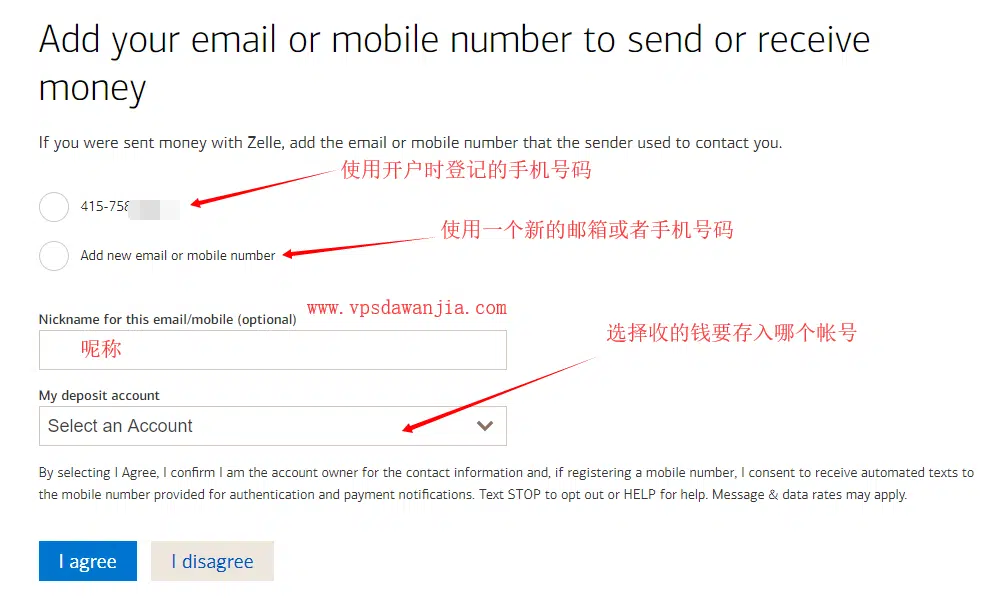 Add your email or mobile number to send or receive
money
If you were sent money with Zelle, add the email or mobile number that the sender used to contact you.
使用开户时登记的手机号码
415-758
使用一个新的邮箱或者手机号码
Add new email or mobile number
www.vpsdawanjia.com
Nickname for this email/mobile (optional)
呢称
选择收的钱要存入哪个帐号
My deposit account
Select an Account
By selecting I Agree, I confirm I am the account owner for the contact information and, if registering a mobile number, I consent to receive automated texts to
the mobile number provided for authentication and payment notifications. Text STOP to opt out or HELP for help. Message & data rates may apply.
I agree
I disagree